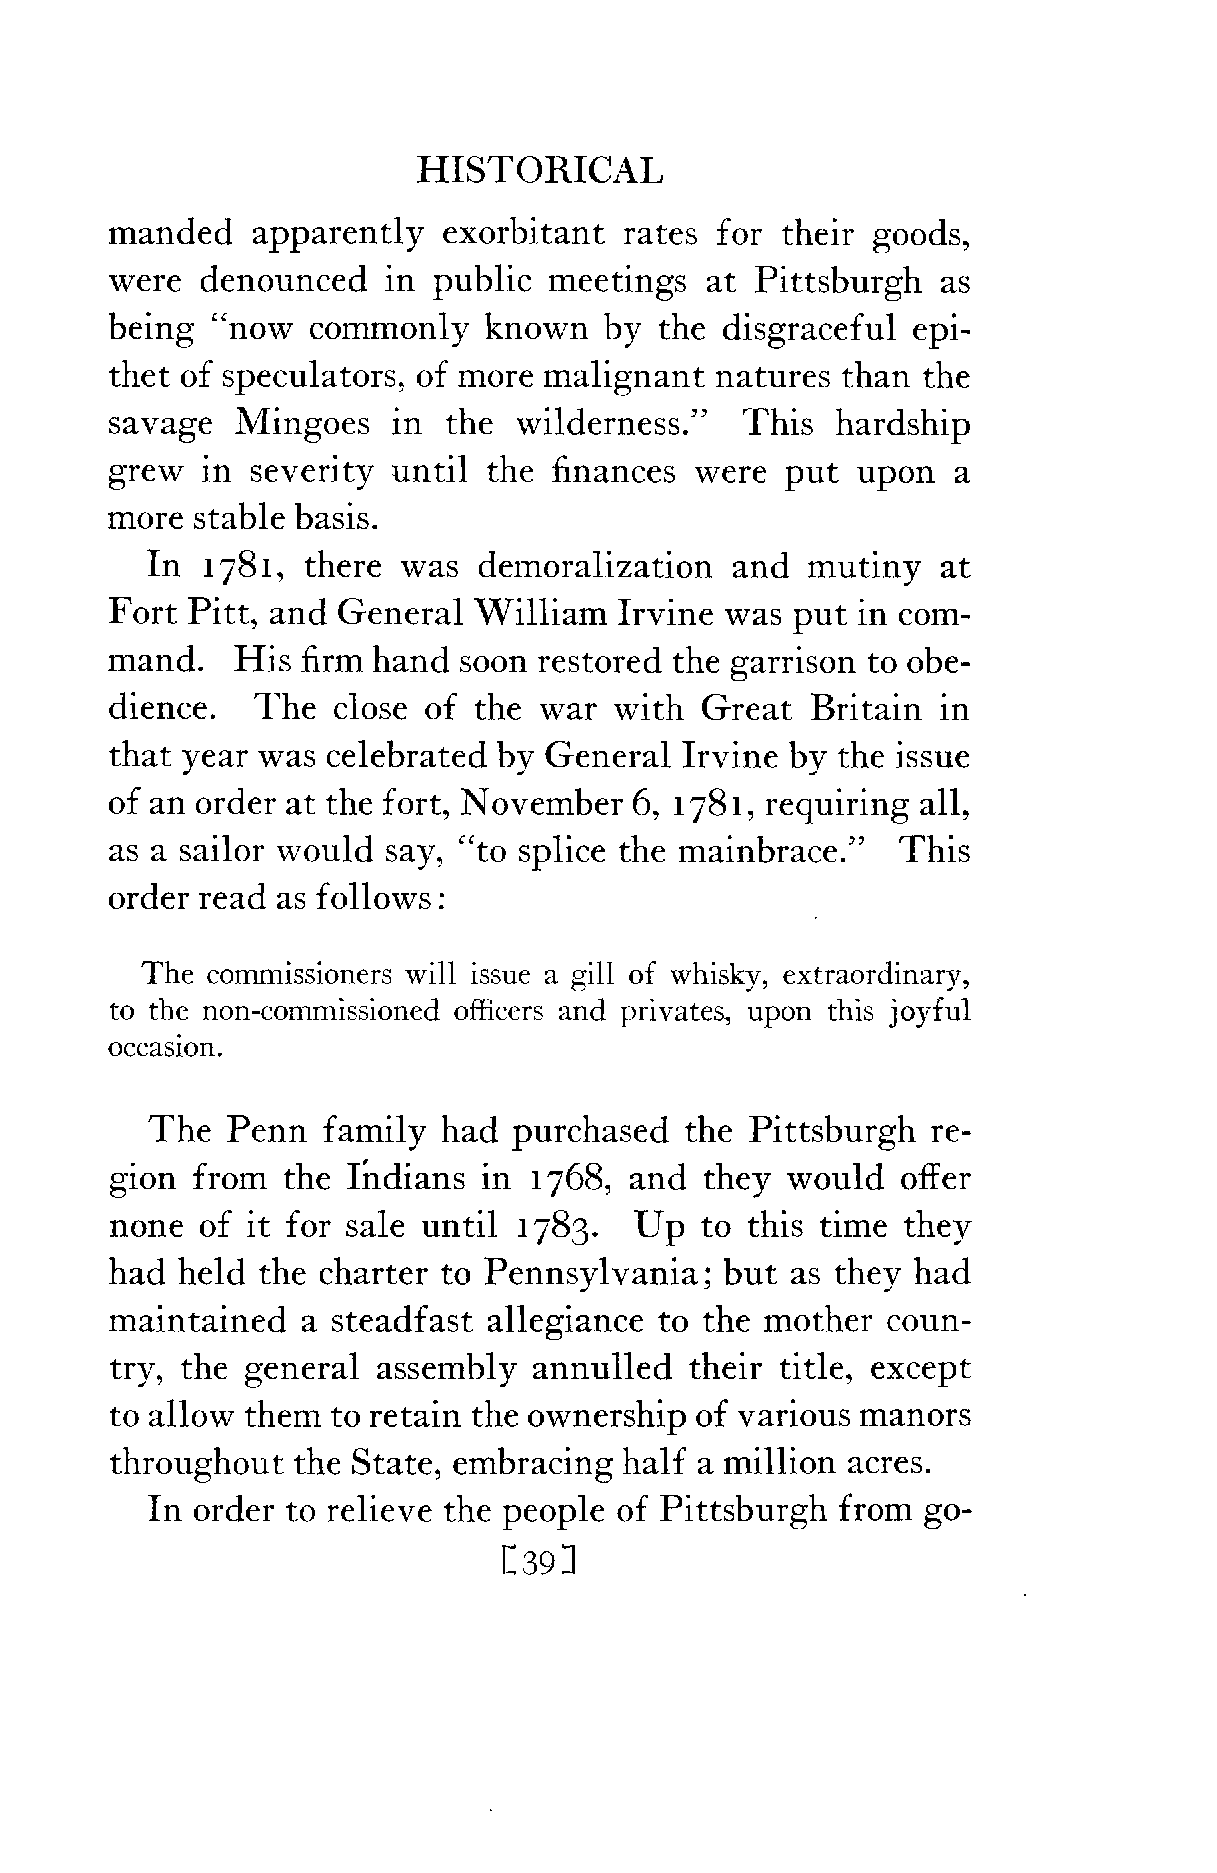 HISTORICAL
manded apparently exorbitant rates for their goods,
were denounced in public meetings at Pittsburgh as
being “now commonly known by the disgraceful epi-
thet of speculators, of more malignant natures than the
savage Mingoes in the wilderness.” This hardship
grew in severity until the finances were put upon a
more stable basis.
In 1781, there was demoralization and mutiny at
Fort Pitt, and General William Irvine was put in com-
mand. His firm hand soon restored the garrison to obe-
dience. The close of the war with Great Britain in
that year was celebrated by General Irvine by the issue
of an order at the fort, November 6, 1781, requiring all,
as a sailor would say, “to splice the mainbrace.” This
order read as follows:
The commissioners will issue a gill of whisky, extraordinary,
to the non-commissioned officers and privates, upon this joyful
occasion.
The Penn family had purchased the Pittsburgh re-
gion from the Indians in 1768, and they would offer
none of it for sale until 1783. Up to this time they
had held the charter to Pennsylvania; but as they had
maintained a steadfast allegiance to the mother coun-
try, the general assembly annulled their title, except
to allow them to retain the ownership of various manors
throughout the State, embracing half a million acres.
In order to relieve the people of Pittsburgh from go-
[39]